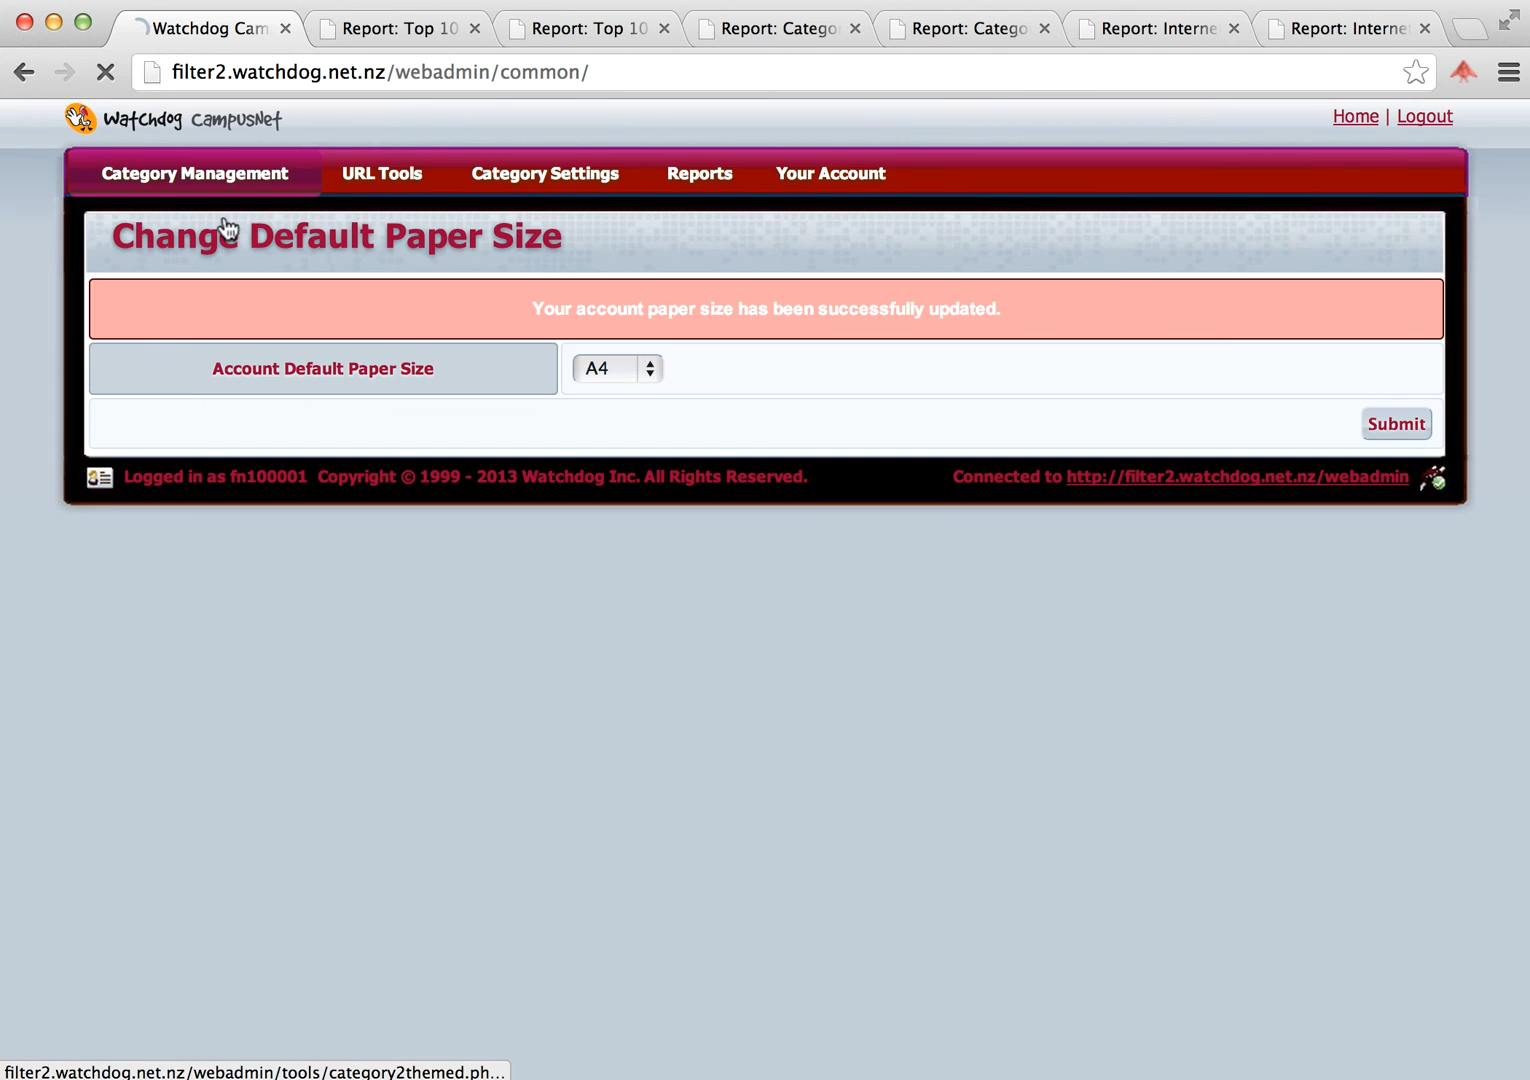 Watchdog Cam
Report: Top 10
Report: Top 10
Report: Catego
Report: Catego
Report: Interne
Report: Interne
filter2.watchdog.net.nz/webadmin/common/
Watchdog CampusNet
Home | Logout
Category Management URL Tools Category Settings Reports Your Account
Change Default Paper Size
Your account paper size has been successfully updated.
Account Default Paper Size A4
Submit
Logged in as fn100001 Copyright © 1999 - 2013 Watchdog Inc. All Rights Reserved. Connected to http://filter2.watchdog.net.nz/webadmin
filter2.watchdog.net.nz/webadmin/tools/category2themed.ph...